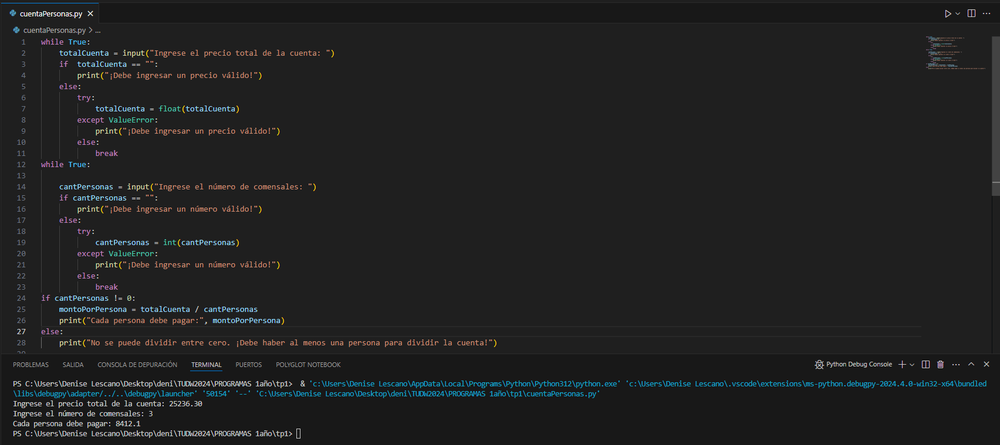 cuentaPersonas.py
cuentaPersonas.py > ...
1 while True:
2     totalCuenta = input("Ingrese el precio total de la cuenta: ")
3     if  totalCuenta == "":
4         print("¡Debe ingresar un precio válido!")
5     else:
6         try:
7             totalCuenta = float(totalCuenta)
8         except ValueError:
9             print("¡Debe ingresar un precio válido!")
10         else:
11             break
12 while True:
13
14     cantPersonas = input("Ingrese el número de comensales: ")
15     if cantPersonas == "":
16         print("¡Debe ingresar un número válido!")
17     else:
18         try:
19             cantPersonas = int(cantPersonas)
20         except ValueError:
21             print("¡Debe ingresar un número válido!")
22         else:
23             break
24 if cantPersonas != 0:
25     montoPorPersona = totalCuenta / cantPersonas
26     print("Cada persona debe pagar:", montoPorPersona)
27 else:
28     print("No se puede dividir entre cero. ¡Debe haber al menos una persona para dividir la cuenta!")
29
PROBLEMAS SALIDA CONSOLA DE DEPURACIÓN TERMINAL PUERTOS POLYGLOT NOTEBOOK Python Debug Console
PS C:\Users\Denise Lescano\Desktop\deni\TUDW2024\PROGRAMAS 1año\tp1>  & 'c:\Users\Denise Lescano\AppData\Local\Programs\Python\Python312\python.exe' 'c:\Users\Denise Lescano\.vscode\extensions\ms-python.debugpy-2024.4.0-win32-x64\bundled
\libs\debugpy\adapter/../..\debugpy\launcher' '50154' '--' 'C:\Users\Denise Lescano\Desktop\deni\TUDW2024\PROGRAMAS 1año\tp1\cuentaPersonas.py'
Ingrese el precio total de la cuenta: 25236.30
Ingrese el número de comensales: 3
Cada persona debe pagar: 8412.1
PS C:\Users\Denise Lescano\Desktop\deni\TUDW2024\PROGRAMAS 1año\tp1>